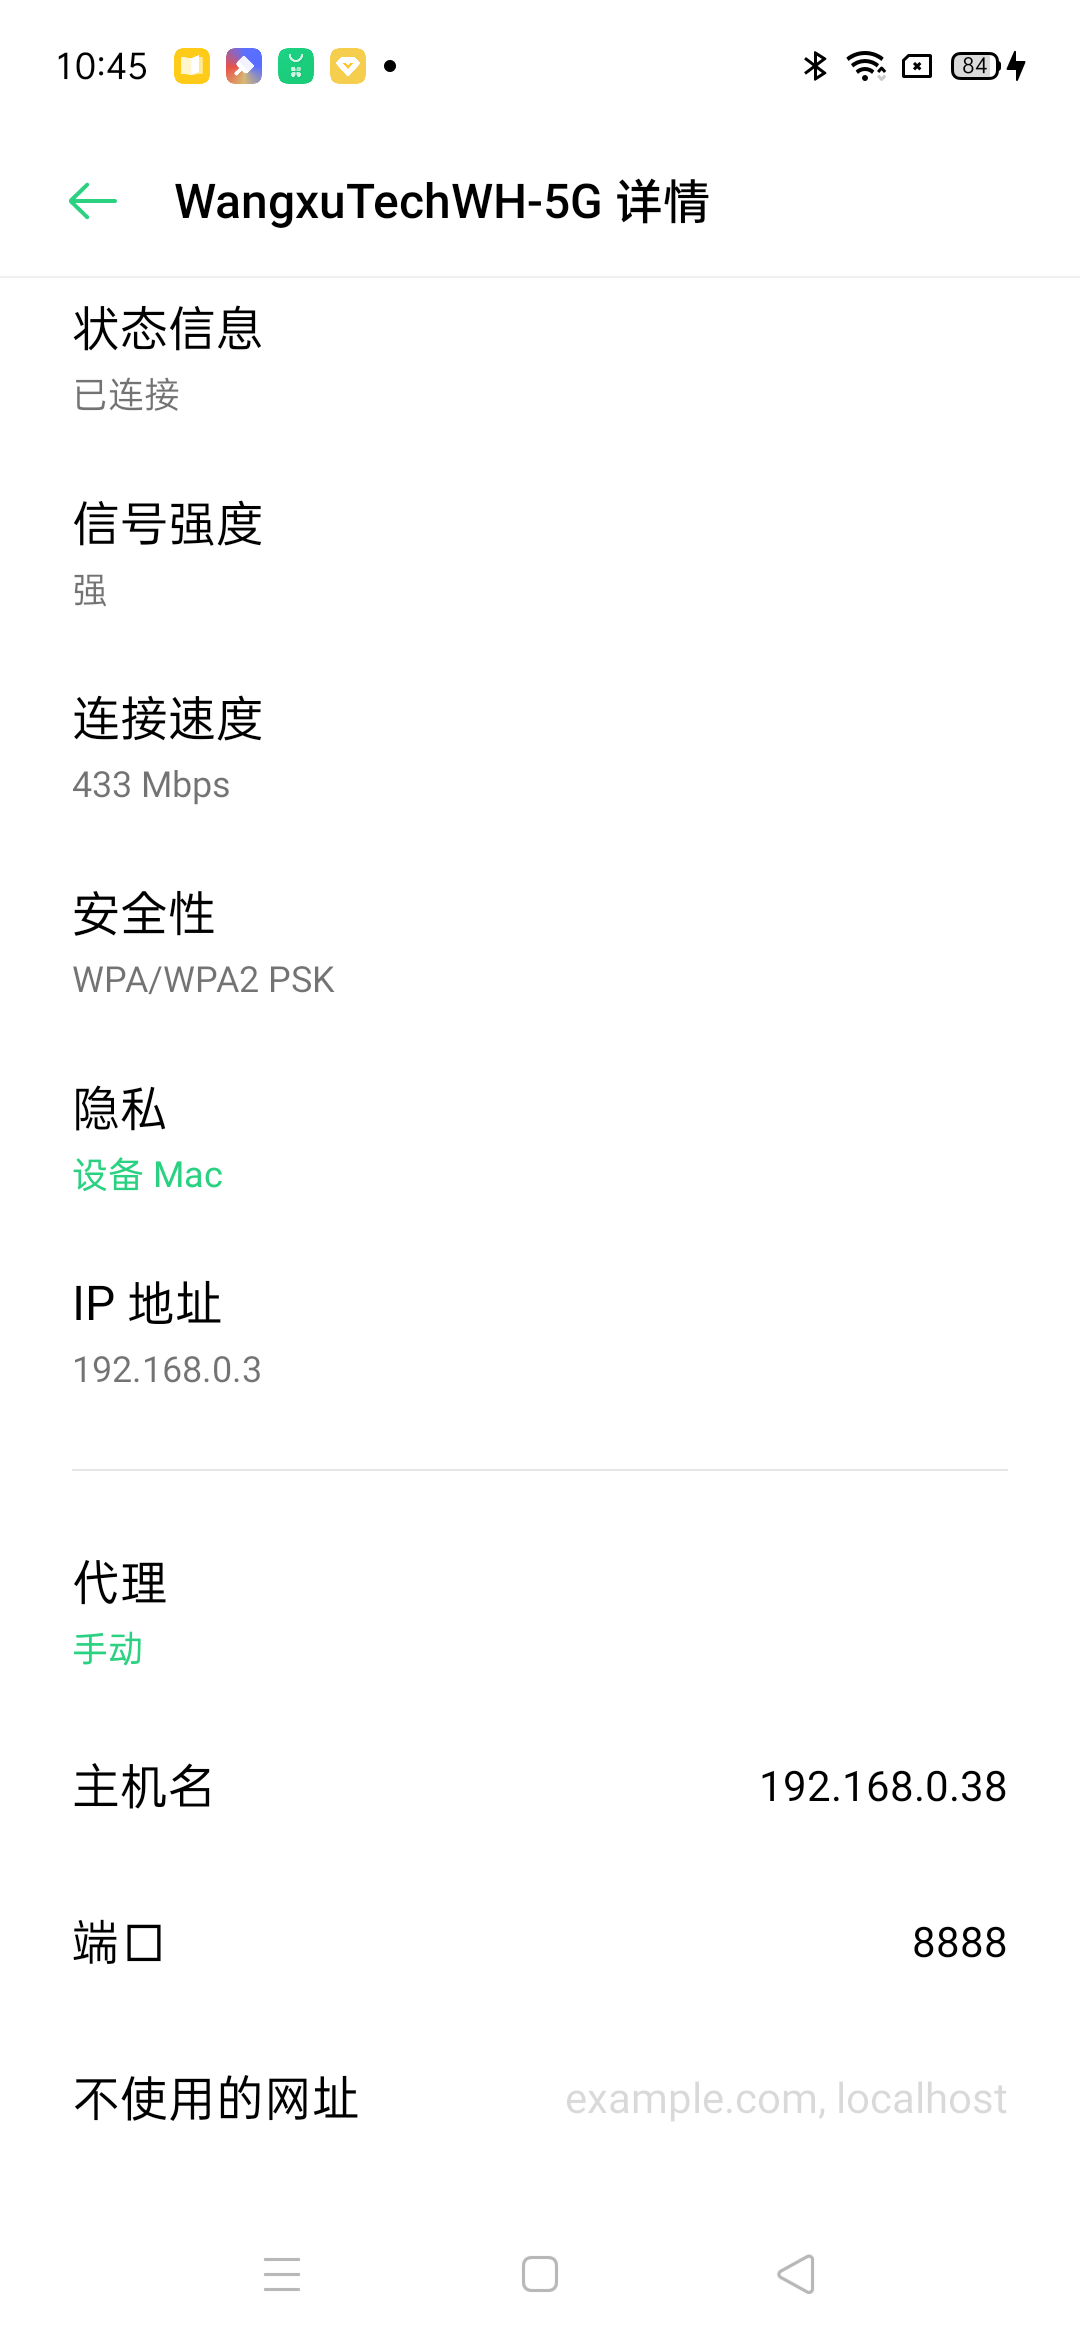 10:45
84
WangxuTechWH-5G 详情
状态信息
已连接
信号强度
强
连接速度
433 Mbps
安全性
WPA/WPA2 PSK
隐私
设备 Mac
IP 地址
192.168.0.3
代理
手动
主机名 192.168.0.38
端口 8888
不使用的网址 example.com, localhost